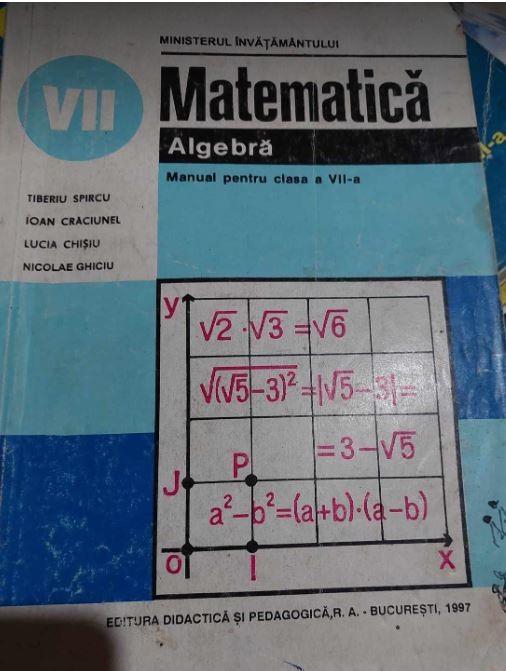 MINISTERUL ÎNVĂȚĂMÂNTULUI
VII
Matematică
Algebră
Manual pentru clasa a VII-a
TIBERIU SPIRCU
IOAN CRĂCIUNEL
LUCIA CHIȘIU
NICOLAE GHICIU
y
√2 · √3 = √6
√(√5-3)² = |√5-3| =
= 3-√5
J P
a²-b²=(a+b)·(a-b)
O I x
EDITURA DIDACTICĂ ȘI PEDAGOGICĂ, R. A. - BUCUREȘTI, 1997